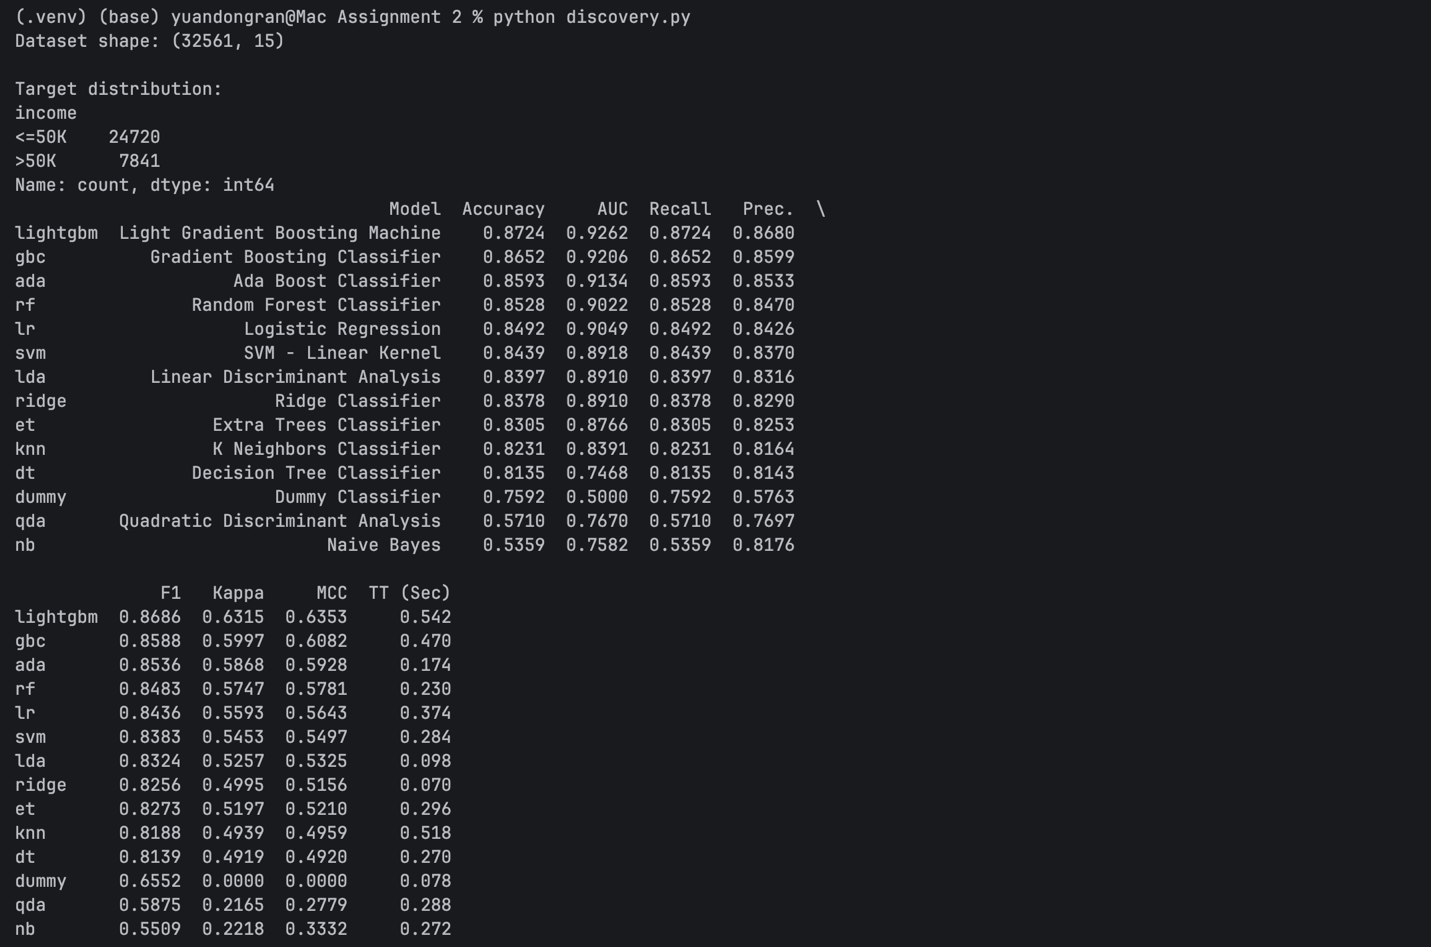 (.venv) (base) yuandongran@Mac Assignment 2 % python discovery.py
Dataset shape: (32561, 15)
Target distribution:
income
<=50K    24720
>50K      7841
Name: count, dtype: int64
                                    Model  Accuracy     AUC  Recall   Prec.  \
lightgbm  Light Gradient Boosting Machine    0.8724  0.9262  0.8724  0.8680
gbc          Gradient Boosting Classifier    0.8652  0.9206  0.8652  0.8599
ada                  Ada Boost Classifier    0.8593  0.9134  0.8593  0.8533
rf               Random Forest Classifier    0.8528  0.9022  0.8528  0.8470
lr                    Logistic Regression    0.8492  0.9049  0.8492  0.8426
svm                   SVM - Linear Kernel    0.8439  0.8918  0.8439  0.8370
lda          Linear Discriminant Analysis    0.8397  0.8910  0.8397  0.8316
ridge                    Ridge Classifier    0.8378  0.8910  0.8378  0.8290
et                 Extra Trees Classifier    0.8305  0.8766  0.8305  0.8253
knn                K Neighbors Classifier    0.8231  0.8391  0.8231  0.8164
dt               Decision Tree Classifier    0.8135  0.7468  0.8135  0.8143
dummy                    Dummy Classifier    0.7592  0.5000  0.7592  0.5763
qda       Quadratic Discriminant Analysis    0.5710  0.7670  0.5710  0.7697
nb                            Naive Bayes    0.5359  0.7582  0.5359  0.8176
              F1   Kappa     MCC  TT (Sec)
lightgbm  0.8686  0.6315  0.6353     0.542
gbc       0.8588  0.5997  0.6082     0.470
ada       0.8536  0.5868  0.5928     0.174
rf        0.8483  0.5747  0.5781     0.230
lr        0.8436  0.5593  0.5643     0.374
svm       0.8383  0.5453  0.5497     0.284
lda       0.8324  0.5257  0.5325     0.098
ridge     0.8256  0.4995  0.5156     0.070
et        0.8273  0.5197  0.5210     0.296
knn       0.8188  0.4939  0.4959     0.518
dt        0.8139  0.4919  0.4920     0.270
dummy     0.6552  0.0000  0.0000     0.078
qda       0.5875  0.2165  0.2779     0.288
nb        0.5509  0.2218  0.3332     0.272